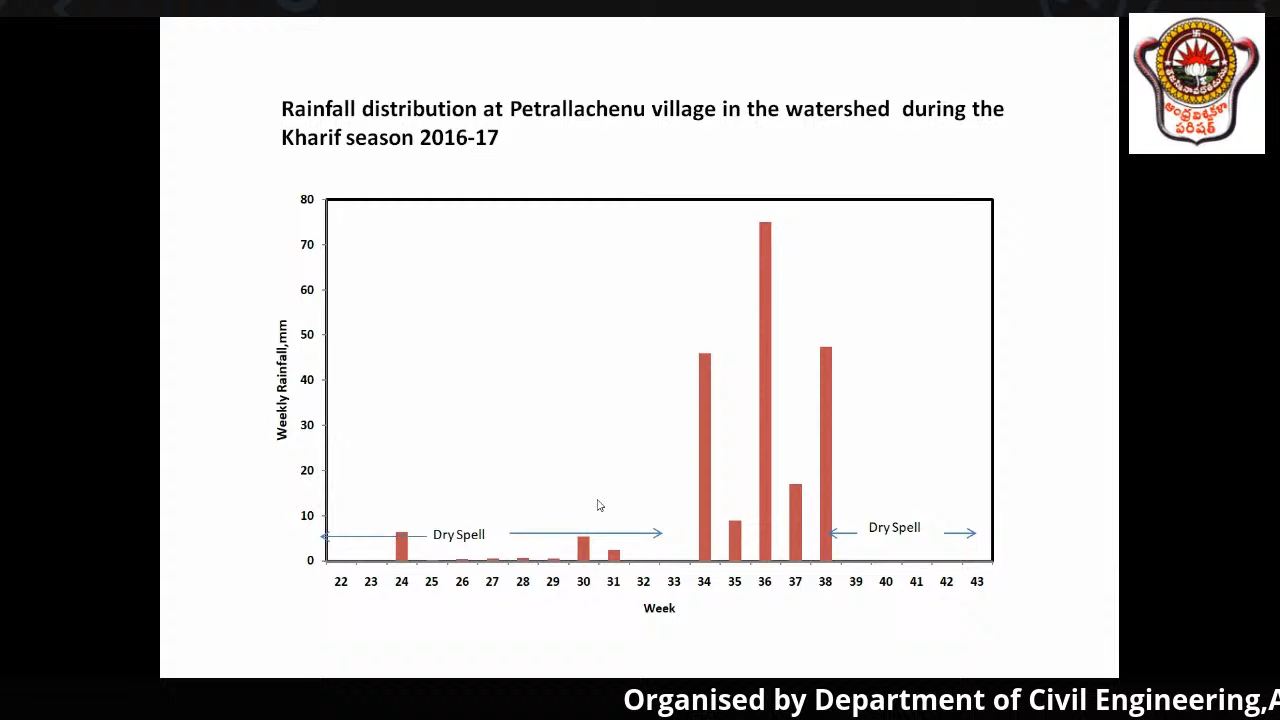 Rainfall distribution at Petrallachenu village in the watershed during the
Kharif season 2016-17
80
70
60
50
40
30
20
10
0
Weekly Rainfall,mm
Dry Spell
Dry Spell
22 23 24 25 26 27 28 29 30 31 32 33 34 35 36 37 38 39 40 41 42 43
Week
ఆంధ్ర విశ్వకళా
పరిషత్
Organised by Department of Civil Engineering,A